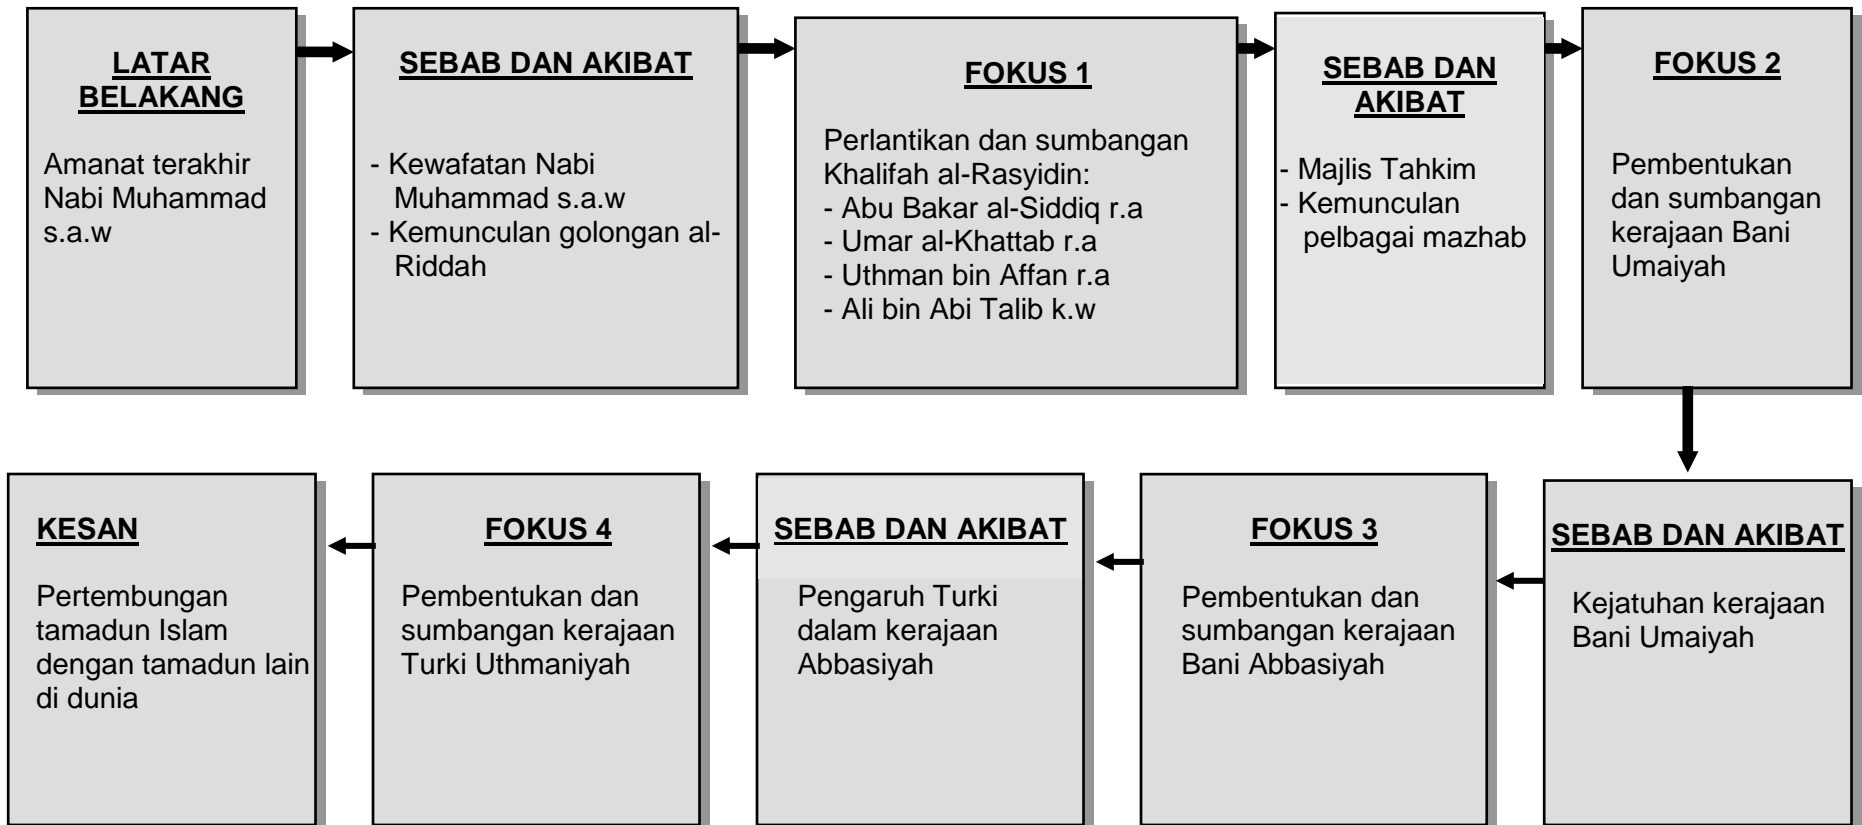 LATAR
BELAKANG
Amanat terakhir
Nabi Muhammad
s.a.w
SEBAB DAN AKIBAT
- Kewafatan Nabi
Muhammad s.a.w
- Kemunculan golongan al-
Riddah
FOKUS 1
Perlantikan dan sumbangan
Khalifah al-Rasyidin:
- Abu Bakar al-Siddiq r.a
- Umar al-Khattab r.a
- Uthman bin Affan r.a
- Ali bin Abi Talib k.w
SEBAB DAN
AKIBAT
- Majlis Tahkim
- Kemunculan
pelbagai mazhab
FOKUS 2
Pembentukan
dan sumbangan
kerajaan Bani
Umaiyah
SEBAB DAN AKIBAT
Kejatuhan kerajaan
Bani Umaiyah
FOKUS 3
Pembentukan dan
sumbangan kerajaan
Bani Abbasiyah
SEBAB DAN AKIBAT
Pengaruh Turki
dalam kerajaan
Abbasiyah
FOKUS 4
Pembentukan dan
sumbangan kerajaan
Turki Uthmaniyah
KESAN
Pertembungan
tamadun Islam
dengan tamadun lain
di dunia